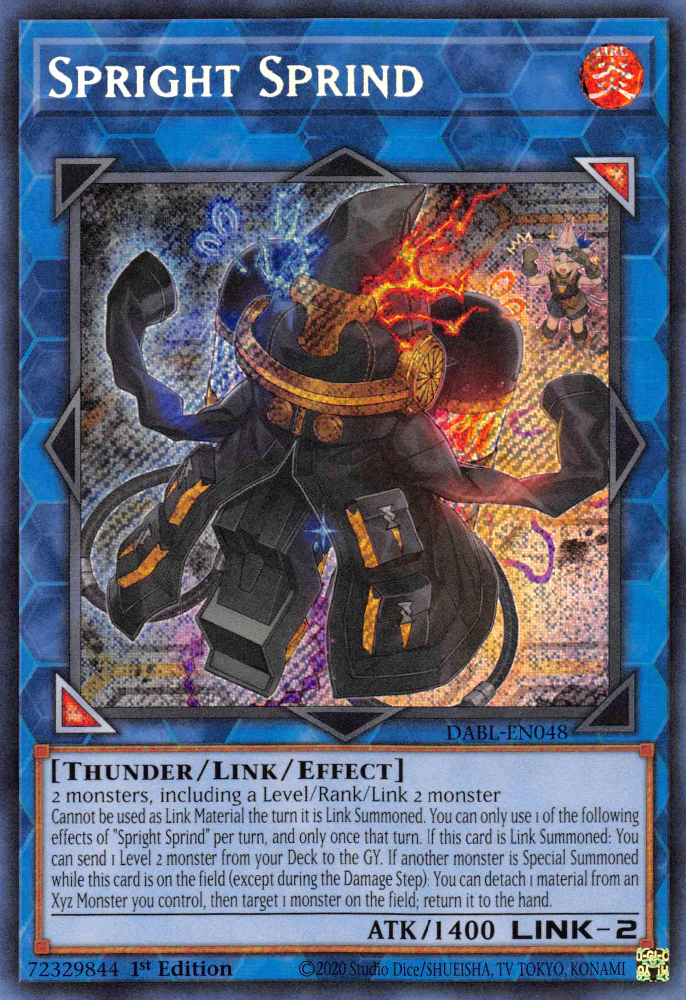 SPRIGHT SPRIND
炎
DABL-EN048
[THUNDER/LINK/EFFECT]
2 monsters, including a Level/Rank/Link 2 monster
Cannot be used as Link Material the turn it is Link Summoned. You can only use 1 of the following
effects of "Spright Sprind" per turn, and only once that turn. If this card is Link Summoned: You
can send 1 Level 2 monster from your Deck to the GY. If another monster is Special Summoned
while this card is on the field (except during the Damage Step): You can detach 1 material from an
Xyz Monster you control, then target 1 monster on the field; return it to the hand.
ATK/1400 LINK-2
72329844 1st Edition ©2020 Studio Dice/SHUEISHA, TV TOKYO, KONAMI